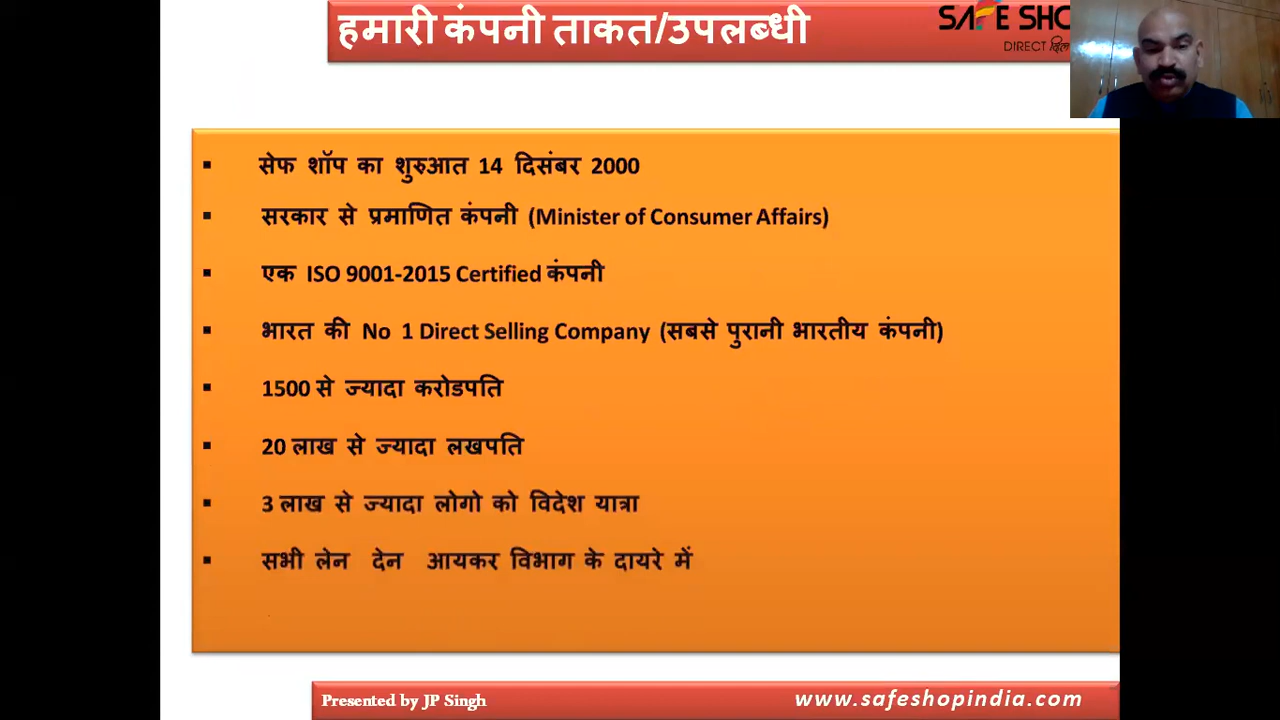 हमारी कंपनी ताकत/उपलब्धी
SAFE SHO
DIRECT दिल
सेफ शॉप का शुरुआत 14 दिसंबर 2000
सरकार से प्रमाणित कंपनी (Minister of Consumer Affairs)
एक ISO 9001-2015 Certified कंपनी
भारत की No 1 Direct Selling Company (सबसे पुरानी भारतीय कंपनी)
1500 से ज्यादा करोडपति
20 लाख से ज्यादा लखपति
3 लाख से ज्यादा लोगो को विदेश यात्रा
सभी लेन देन आयकर विभाग के दायरे में
Presented by JP Singh
www.safeshopindia.com